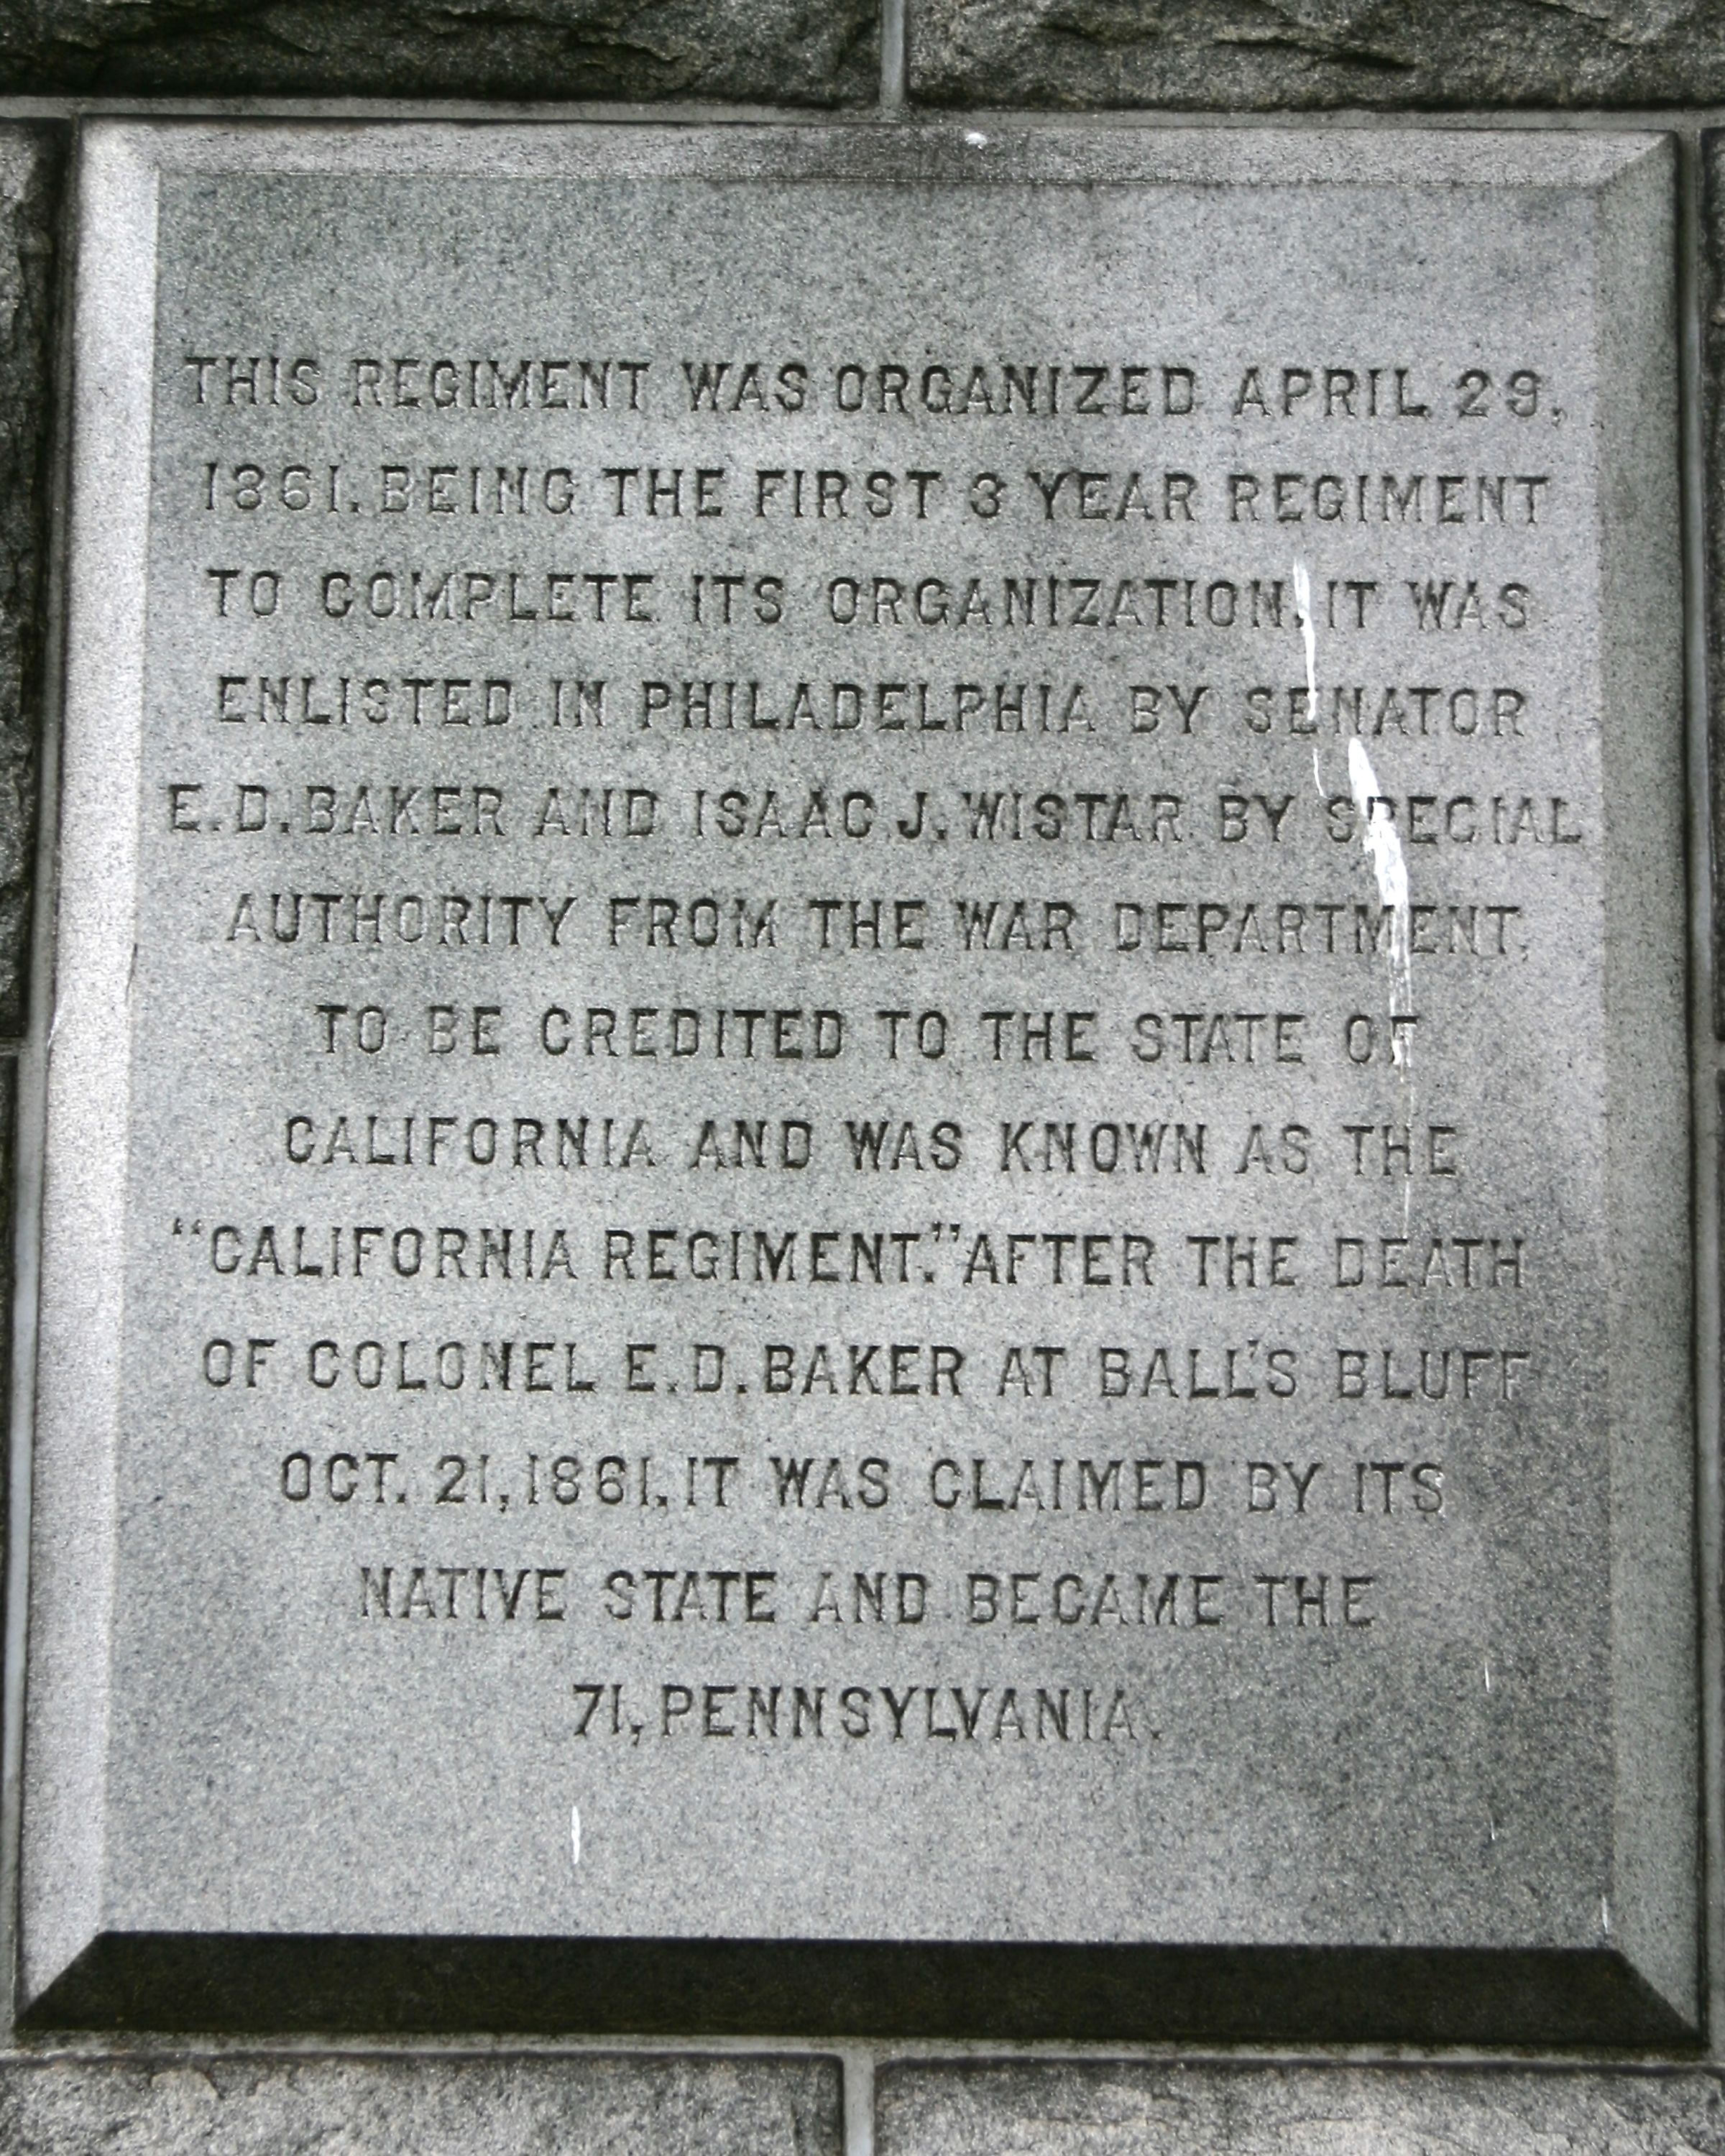 THIS REGIMENT WAS ORGANIZED APRIL 29,
1861, BEING THE FIRST 3 YEAR REGIMENT
TO COMPLETE ITS ORGANIZATION. IT WAS
ENLISTED IN PHILADELPHIA BY SENATOR
E. D. BAKER AND ISAAC J. WISTAR BY SPECIAL
AUTHORITY FROM THE WAR DEPARTMENT,
TO BE CREDITED TO THE STATE OF
CALIFORNIA AND WAS KNOWN AS THE
“CALIFORNIA REGIMENT.” AFTER THE DEATH
OF COLONEL E. D. BAKER AT BALL'S BLUFF
OCT. 21, 1861, IT WAS CLAIMED BY ITS
NATIVE STATE AND BECAME THE
71, PENNSYLVANIA.